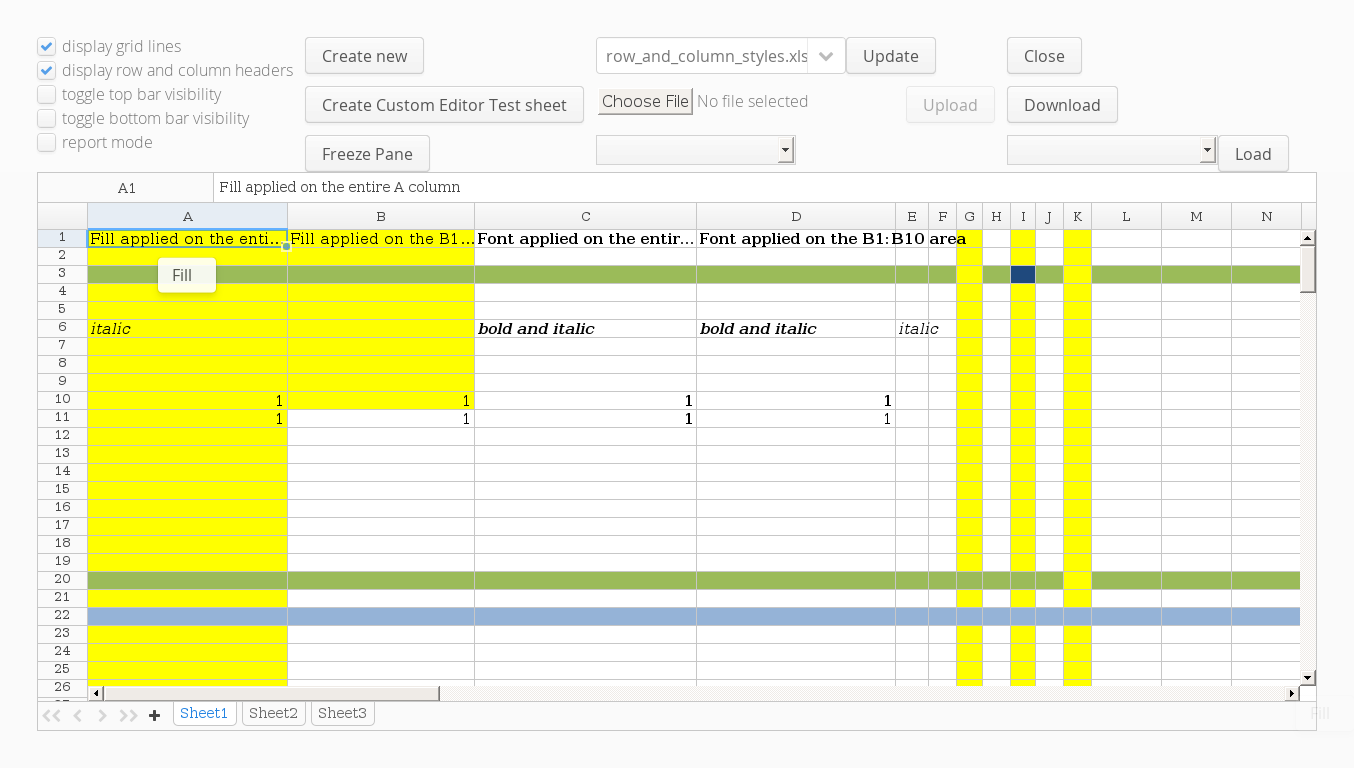 display grid lines
display row and column headers
toggle top bar visibility
toggle bottom bar visibility
report mode
Create new
row_and_column_styles.xls
Update
Close
Create Custom Editor Test sheet
Choose File No file selected
Upload
Download
Freeze Pane
Load
A1 Fill applied on the entire A column
A B C D E F G H I J K L M N
1 Fill applied on the enti... Fill applied on the B1... Font applied on the entir... Font applied on the B1:B10 area
2
3
Fill
4
5
6 italic bold and italic bold and italic italic
7
8
9
10 1 1 1 1
11 1 1 1 1
12
13
14
15
16
17
18
19
20
21
22
23
24
25
26
Sheet1 Sheet2 Sheet3
Fill